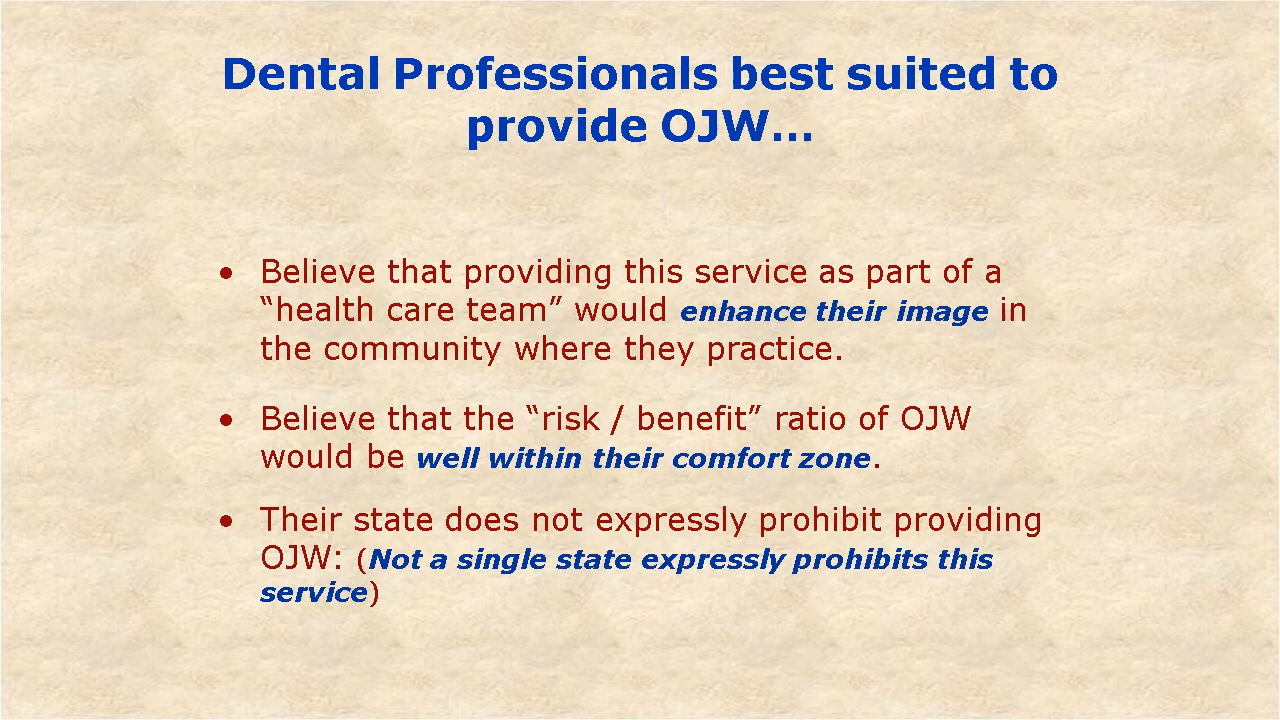 Dental Professionals best suited to
provide OJW...
• Believe that providing this service as part of a
“health care team” would enhance their image in
the community where they practice.
• Believe that the “risk / benefit” ratio of OJW
would be well within their comfort zone.
• Their state does not expressly prohibit providing
OJW: (Not a single state expressly prohibits this
service)